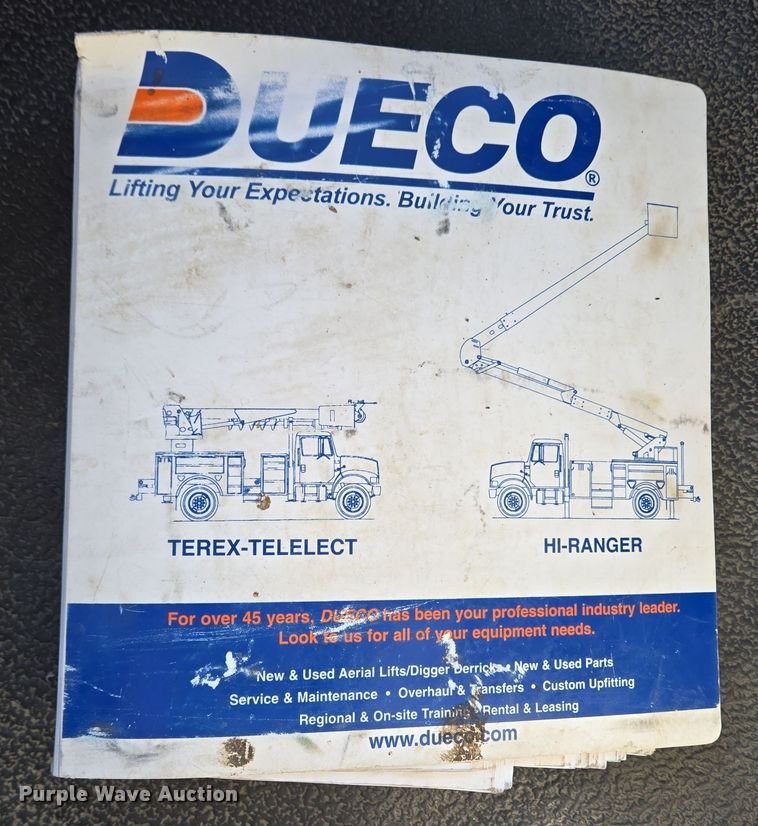 DUECO®
Lifting Your Expectations. Building Your Trust.
TEREX-TELELECT
HI-RANGER
For over 45 years, DUECO has been your professional industry leader.
Look to us for all of your equipment needs.
New & Used Aerial Lifts/Digger Derricks • New & Used Parts
Service & Maintenance • Overhaul & Transfers • Custom Upfitting
Regional & On-site Training • Rental & Leasing
www.dueco.com
Purple Wave Auction